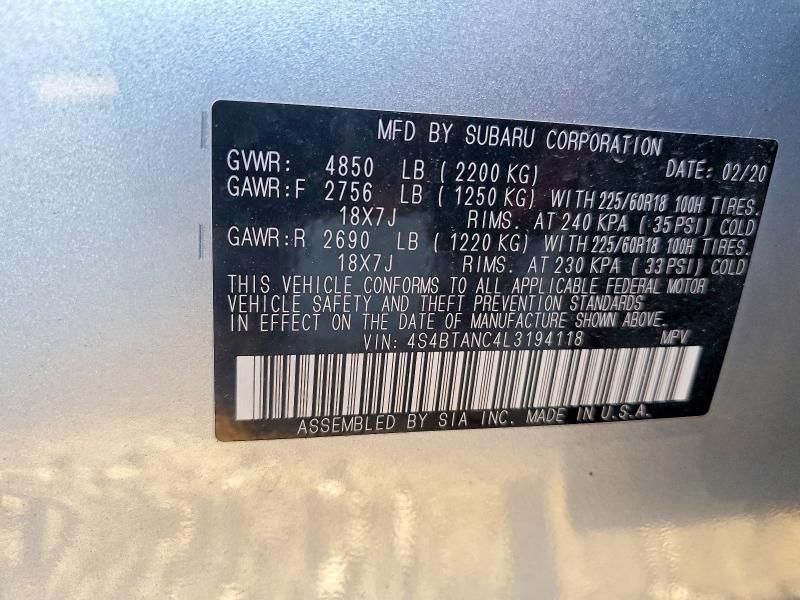 MFD BY SUBARU CORPORATION
GVWR: 4850 LB ( 2200 KG) DATE: 02/20
GAWR:F 2756 LB ( 1250 KG) WITH 225/60R18 100H TIRES.
18X7J RIMS. AT 240 KPA ( 35 PSI) COLD
GAWR:R 2690 LB ( 1220 KG) WITH 225/60R18 100H TIRES.
18X7J RIMS. AT 230 KPA ( 33 PSI) COLD
THIS VEHICLE CONFORMS TO ALL APPLICABLE FEDERAL MOTOR
VEHICLE SAFETY AND THEFT PREVENTION STANDARDS
IN EFFECT ON THE DATE OF MANUFACTURE SHOWN ABOVE.
VIN: 4S4BTANC4L3194118 MPV
ASSEMBLED BY SIA INC. MADE IN U.S.A.